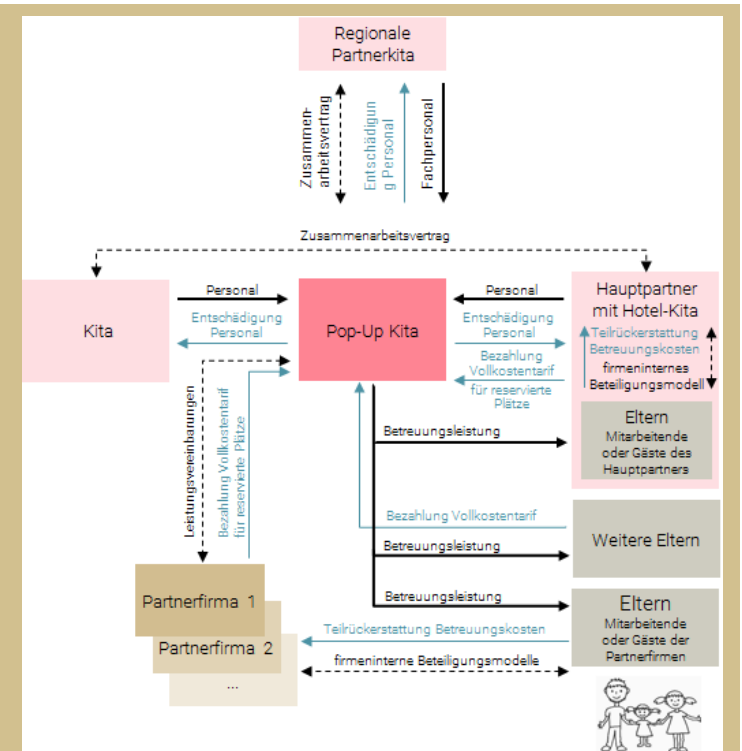 Regionale
Partnerkita
Zusammen-
arbeitsvertrag
Entschädigun
g Personal
Fachpersonal
Zusammenarbeitsvertrag
Kita
Personal
Entschädigung
Personal
Pop-Up Kita
Personal
Entschädigung
Personal
Bezahlung
Vollkostentarif
für reservierte
Plätze
Hauptpartner
mit Hotel-Kita
Teilrückerstattung
Betreuungskosten
firmeninternes
Beteiligungsmodell
Eltern
Mitarbeitende
oder Gäste des
Hauptpartners
Leistungsvereinbarungen
Bezahlung Vollkostentarif
für reservierte Plätze
Betreuungsleistung
Bezahlung Vollkostentarif
Betreuungsleistung
Weitere Eltern
Betreuungsleistung
Eltern
Mitarbeitende
oder Gäste der
Partnerfirmen
Partnerfirma 1
Partnerfirma 2
...
Teilrückerstattung Betreuungskosten
firmeninterne Beteiligungsmodelle